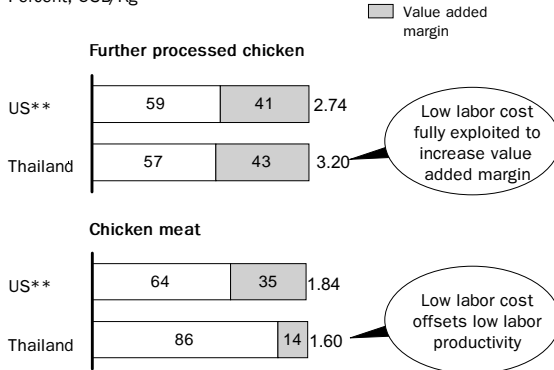 Percent, USD/Kg
Value added
margin
Further processed chicken
US** 59 41 2.74
Thailand 57 43 3.20
Low labor cost
fully exploited to
increase value
added margin
Chicken meat
US** 64 35 1.84
Thailand 86 14 1.60
Low labor cost
offsets low labor
productivity